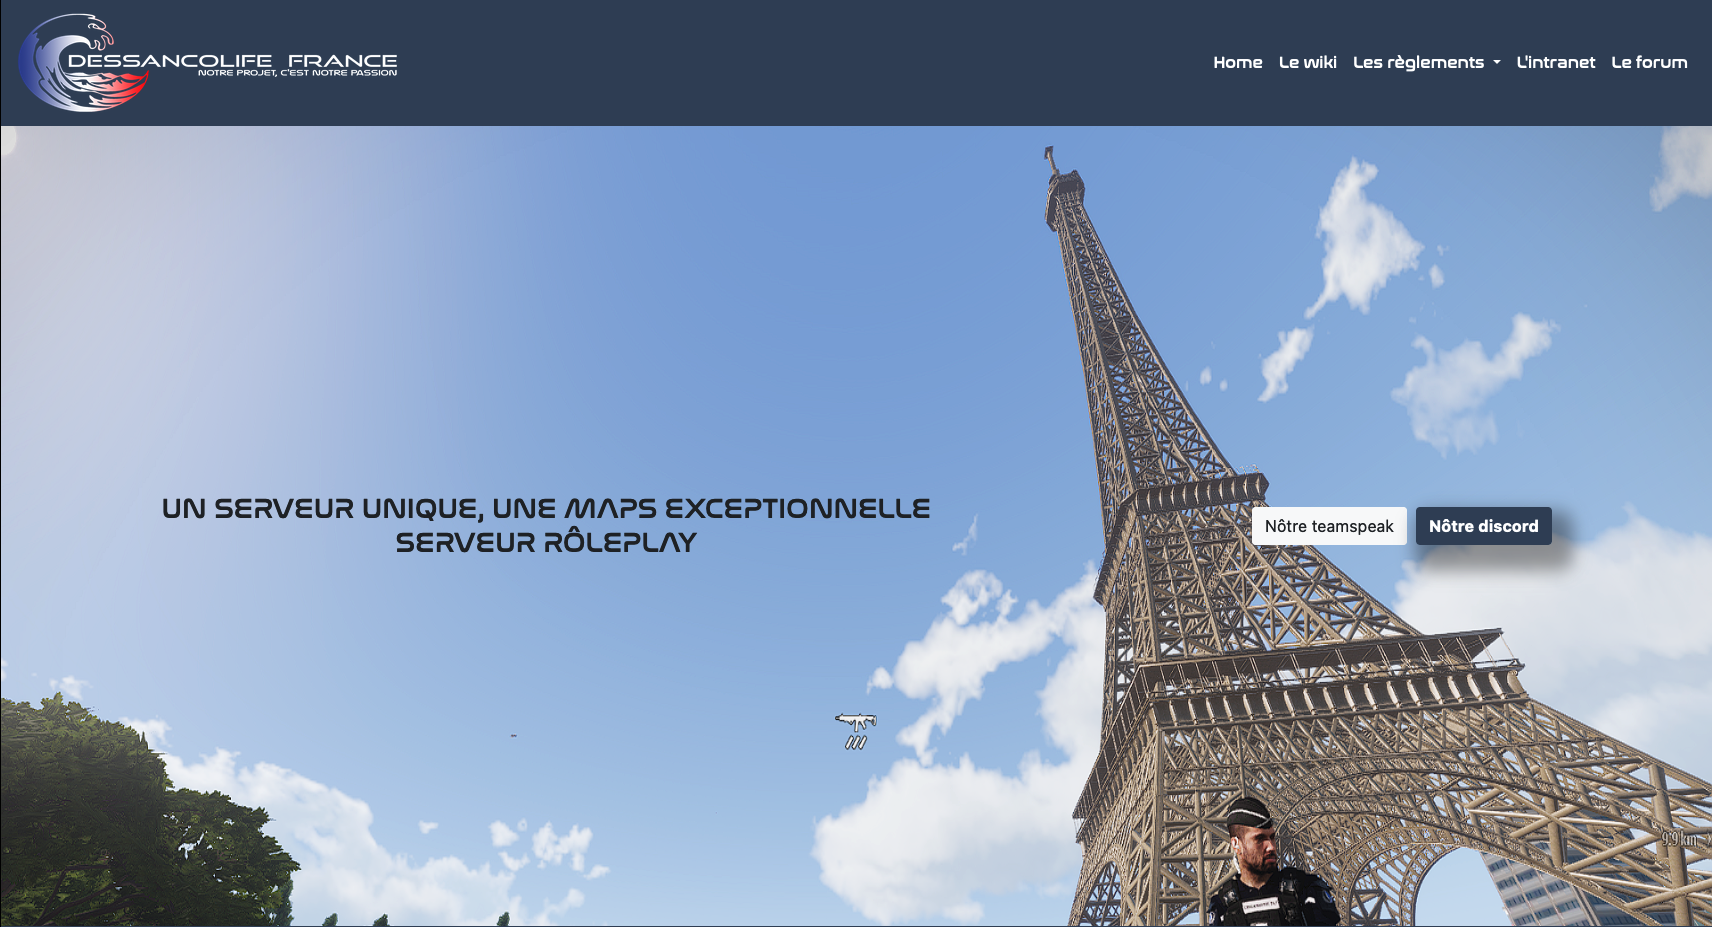 DESSANCOLIFE FRANCE
NOTRE PROJET, C'EST NOTRE PASSION
Home Le wiki Les règlements L'intranet Le forum
UN SERVEUR UNIQUE, UNE MAPS EXCEPTIONNELLE
SERVEUR RÔLEPLAY
Nôtre teamspeak Nôtre discord
9.9 km